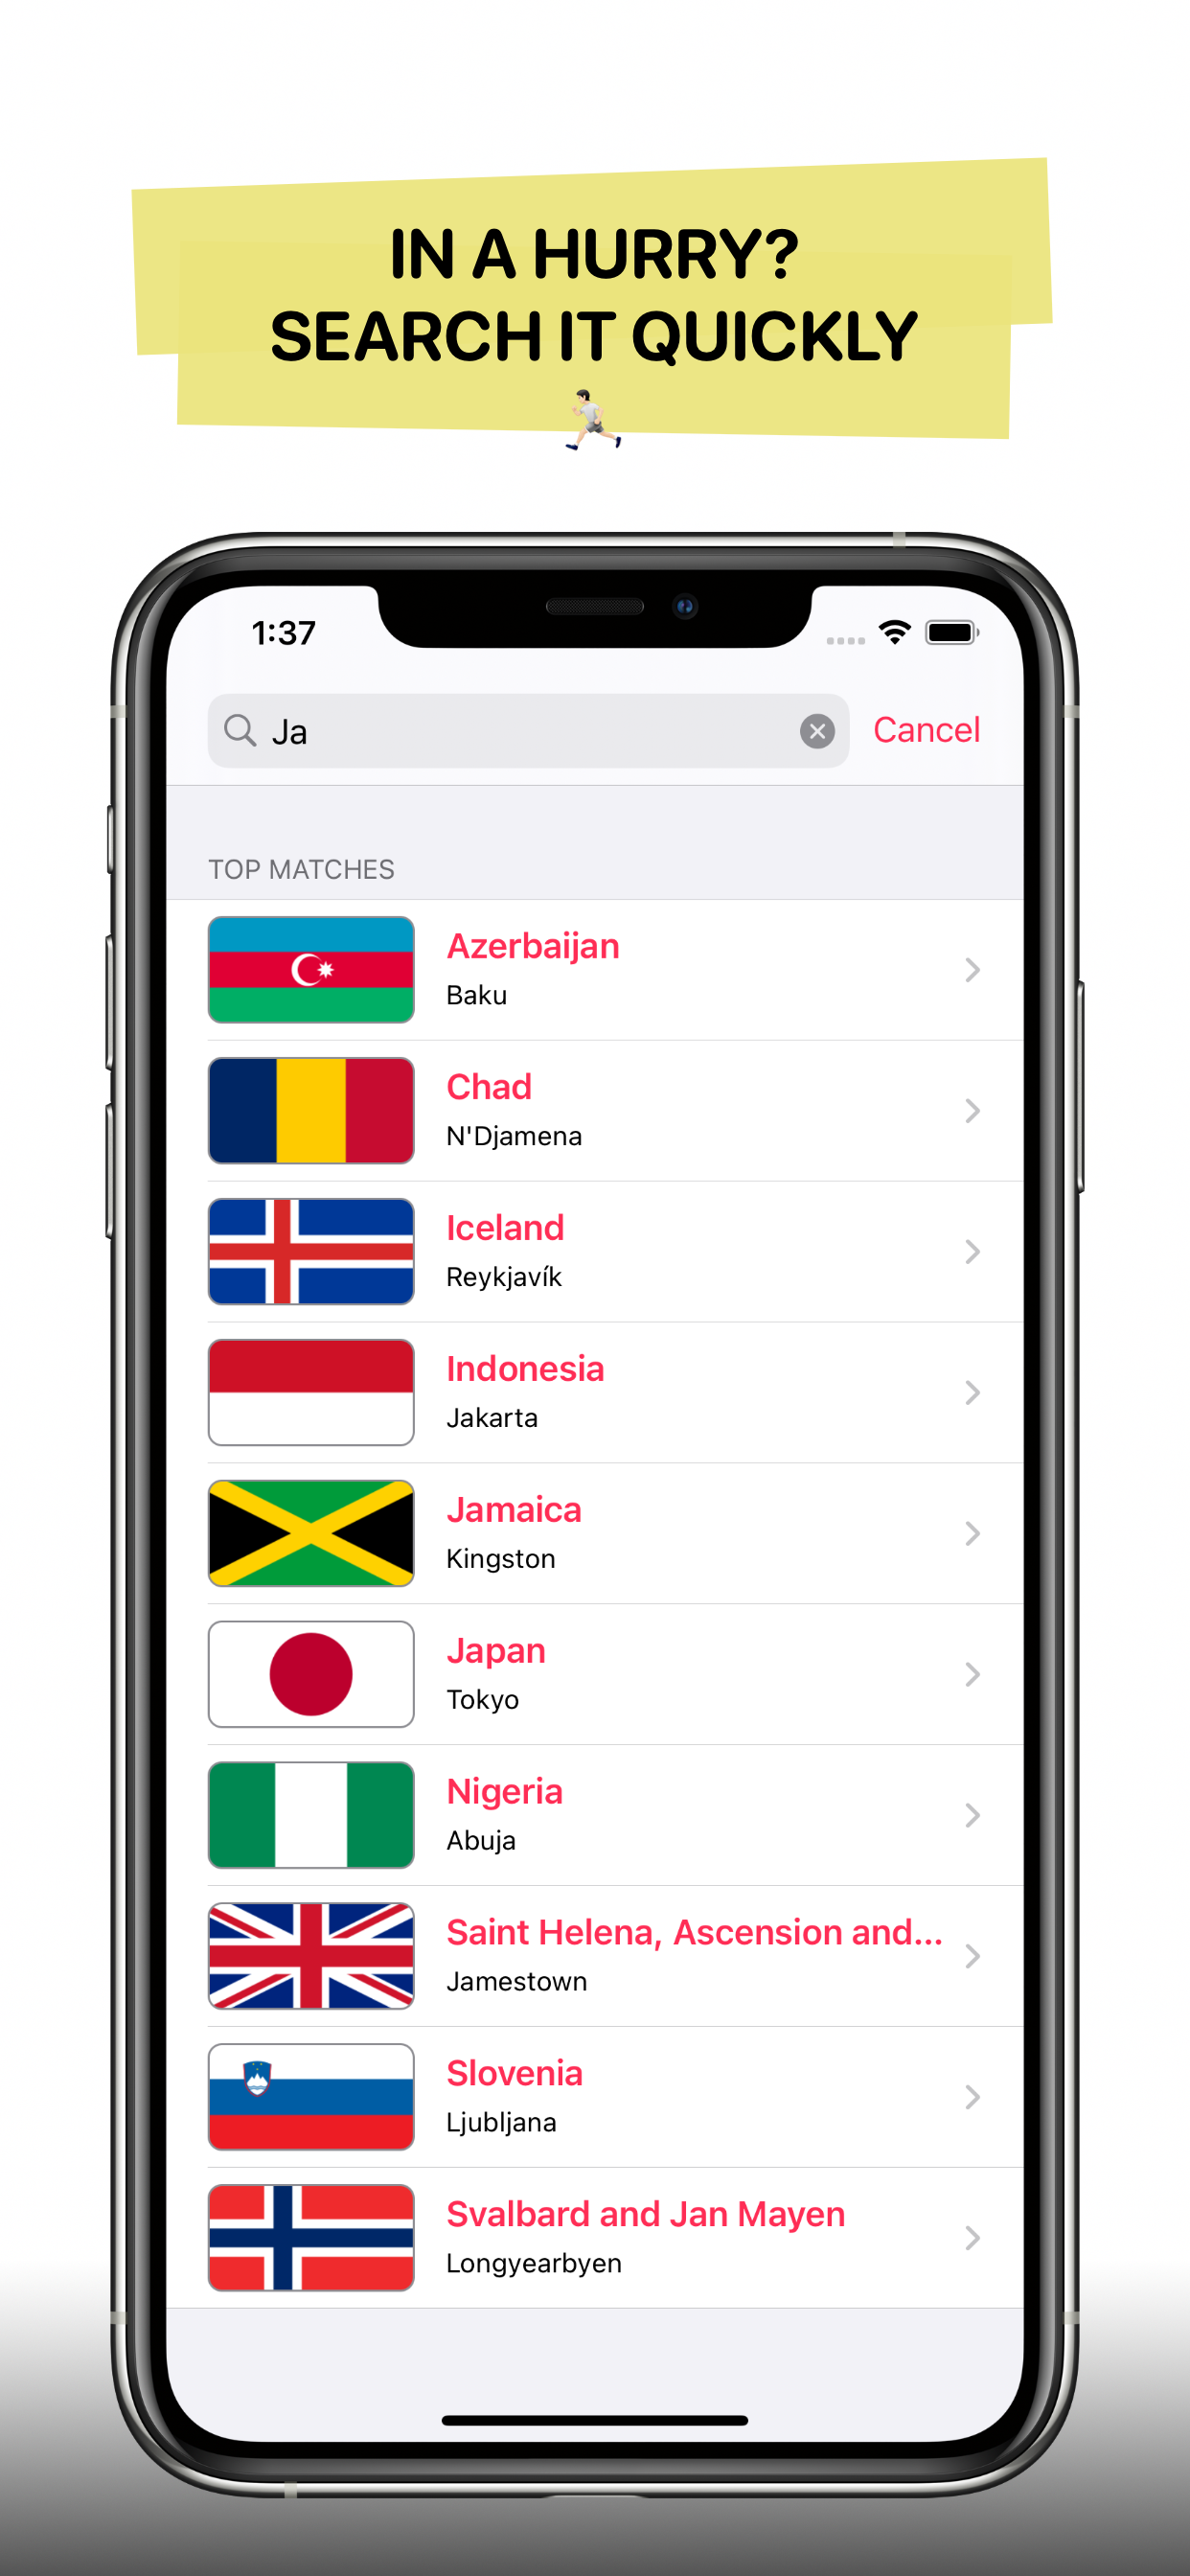 IN A HURRY?
SEARCH IT QUICKLY
1:37
Ja
Cancel
TOP MATCHES
Azerbaijan
Baku
Chad
N'Djamena
Iceland
Reykjavík
Indonesia
Jakarta
Jamaica
Kingston
Japan
Tokyo
Nigeria
Abuja
Saint Helena, Ascension and...
Jamestown
Slovenia
Ljubljana
Svalbard and Jan Mayen
Longyearbyen